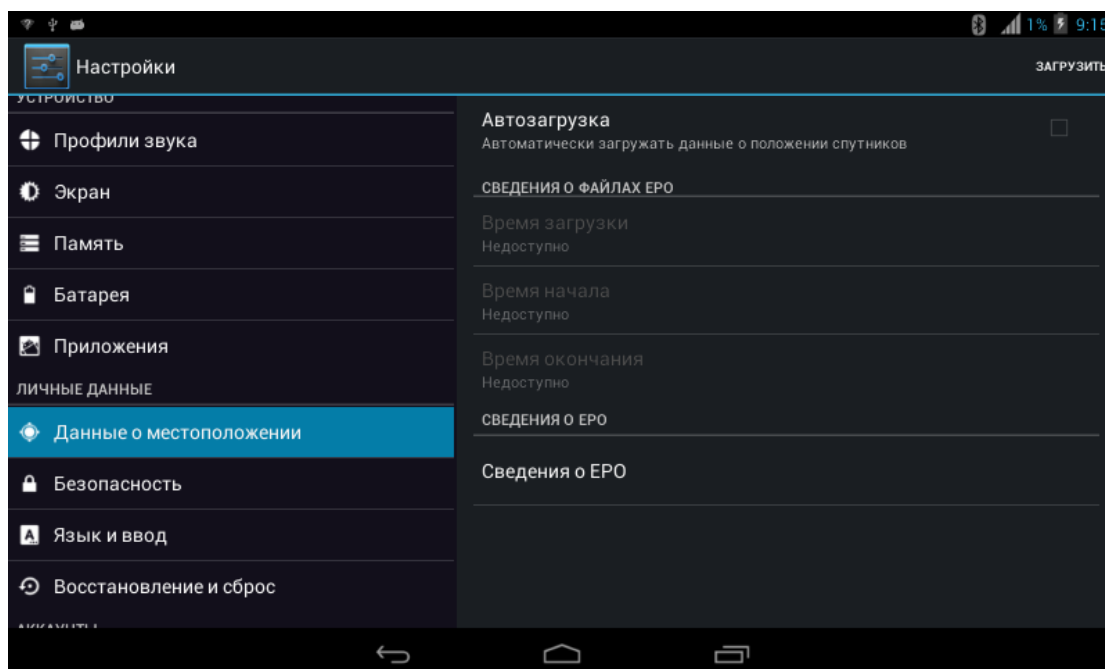 1% 9:15
Настройки
ЗАГРУЗИТЬ
УСТРОЙСТВО
Профили звука
Экран
Память
Батарея
Приложения
ЛИЧНЫЕ ДАННЫЕ
Данные о местоположении
Безопасность
Язык и ввод
Восстановление и сброс
АККАУНТЫ
Автозагрузка
Автоматически загружать данные о положении спутников
СВЕДЕНИЯ О ФАЙЛАХ EPO
Время загрузки
Недоступно
Время начала
Недоступно
Время окончания
Недоступно
СВЕДЕНИЯ О EPO
Сведения о EPO